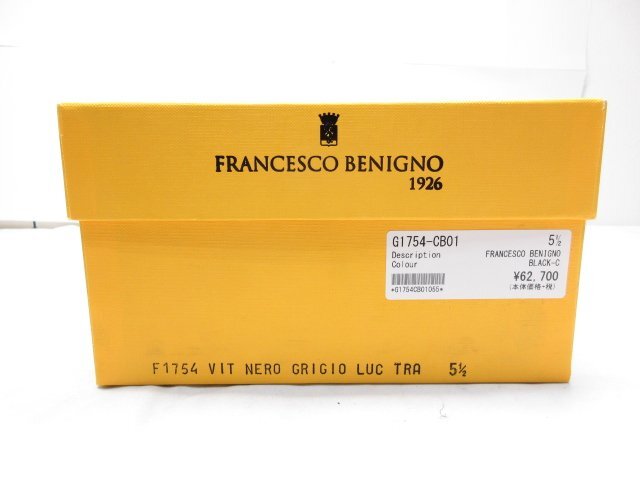 FRANCESCO BENIGNO
1926
G1754-CB01 5½
Description FRANCESCO BENIGNO
Colour BLACK-C
¥62,700
*G1754CB01055* (本体価格+税)
F1754 VIT NERO GRIGIO LUC TRA 5½